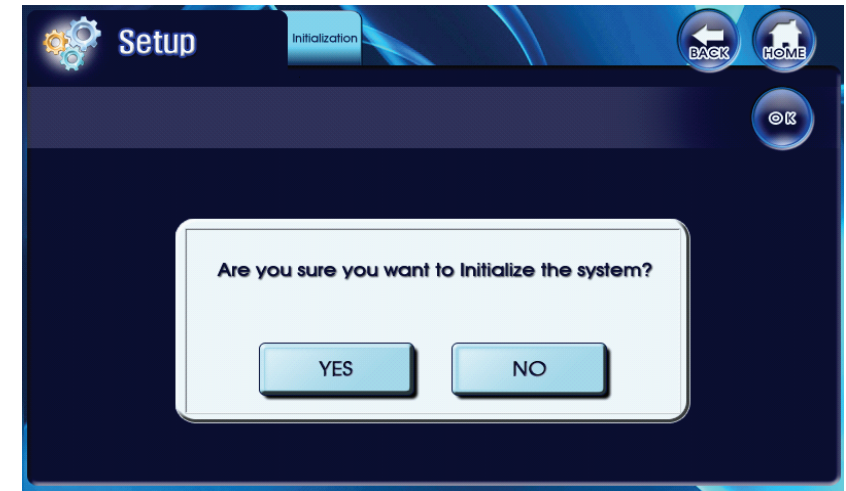 Setup
Initialization
BACK
HOME
OK
Are you sure you want to Initialize the system?
YES
NO